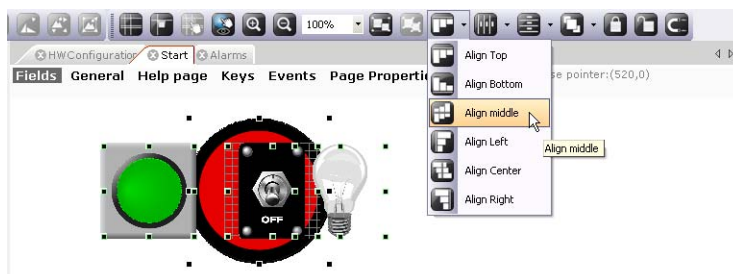 100%
HWConfiguration Start Alarms
Fields General Help page Keys Events Page Properti
se pointer:(520,0)
Align Top
Align Bottom
Align middle
Align Left
Align middle
Align Center
Align Right
OFF